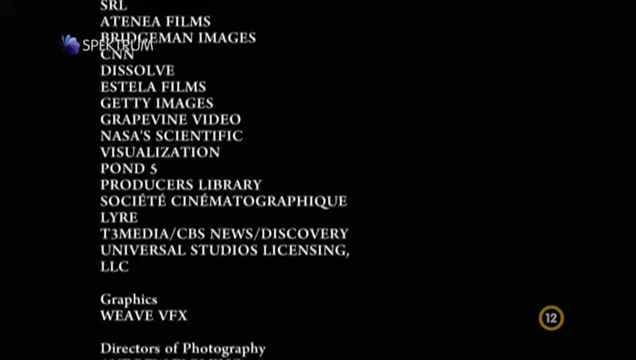 SRL
ATENEA FILMS
BRIDGEMAN IMAGES
SPEKTRUM
CNN
DISSOLVE
ESTELA FILMS
GETTY IMAGES
GRAPEVINE VIDEO
NASA'S SCIENTIFIC
VISUALIZATION
POND 5
PRODUCERS LIBRARY
SOCIÉTÉ CINÉMATOGRAPHIQUE
LYRE
T3MEDIA/CBS NEWS/DISCOVERY
UNIVERSAL STUDIOS LICENSING,
LLC
Graphics
WEAVE VFX
12
Directors of Photography